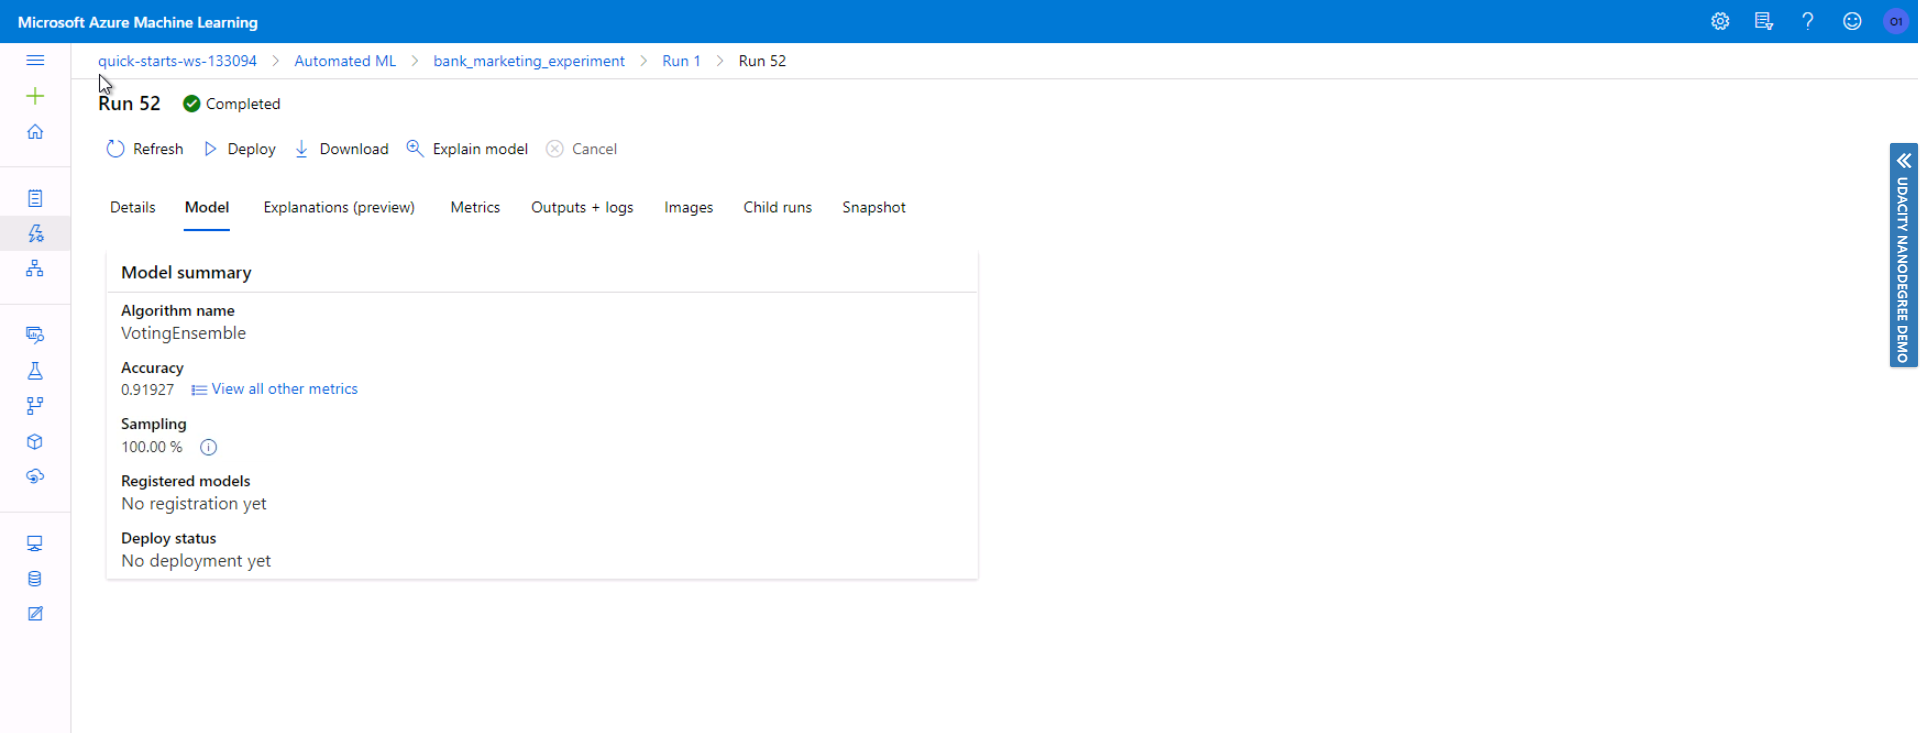 Microsoft Azure Machine Learning
O1
quick-starts-ws-133094 > Automated ML > bank_marketing_experiment > Run 1 > Run 52
Run 52 Completed
Refresh Deploy Download Explain model Cancel
Details Model Explanations (preview) Metrics Outputs + logs Images Child runs Snapshot
Model summary
Algorithm name
VotingEnsemble
Accuracy
0.91927 View all other metrics
Sampling
100.00 %
Registered models
No registration yet
Deploy status
No deployment yet
UDACITY NANODEGREE DEMO